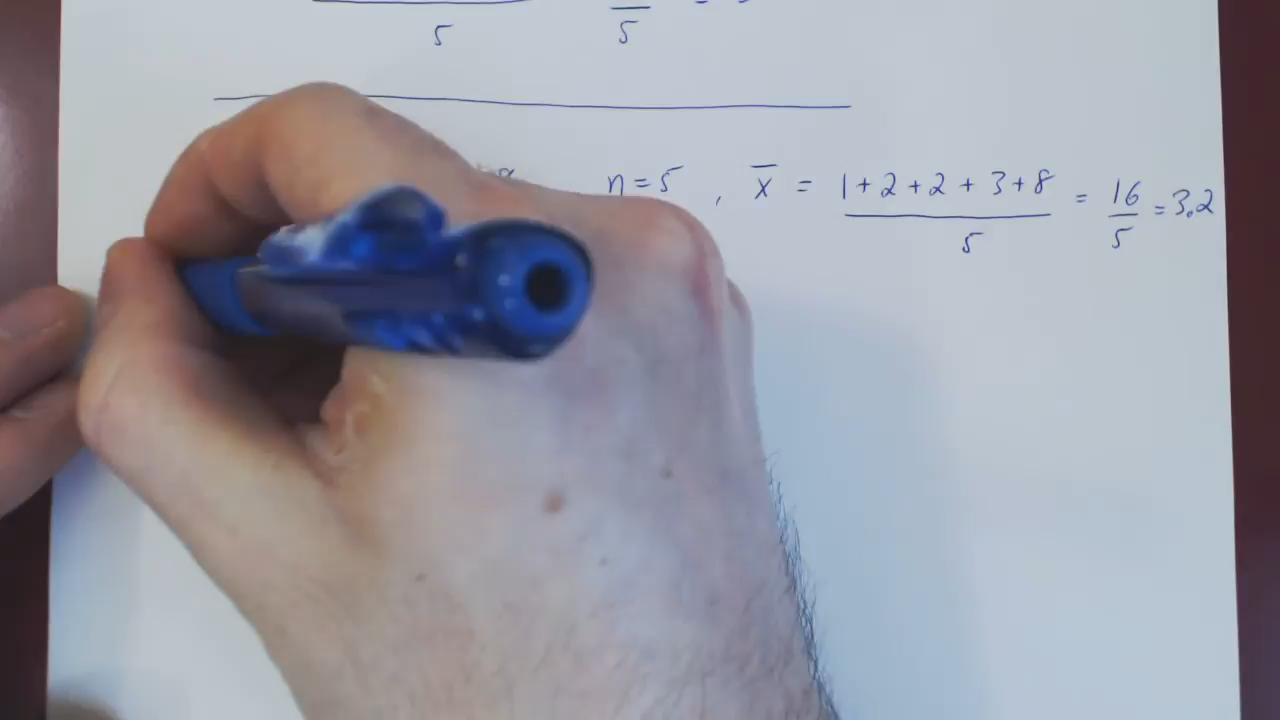 5 5 =
n=5 , x̄ = 1+2+2+3+8 / 5 = 16 / 5 = 3.2